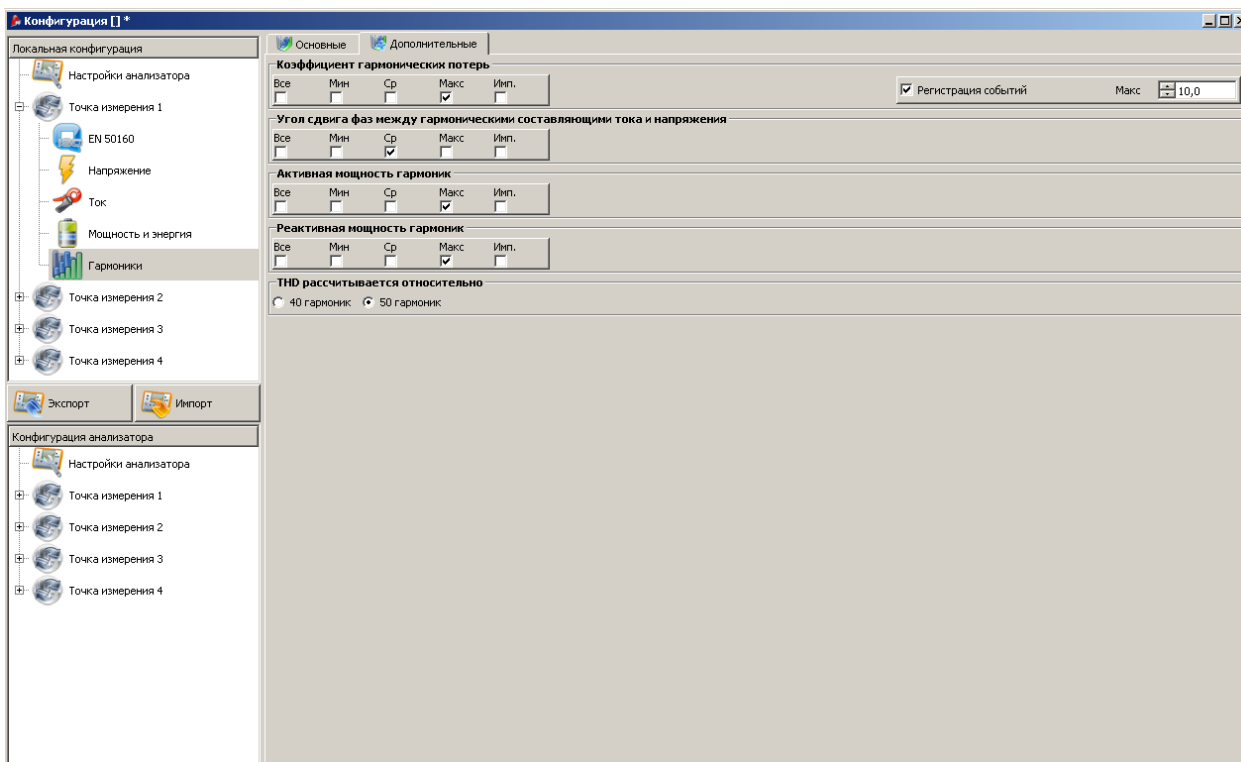 Конфигурация [] *
Локальная конфигурация
Настройки анализатора
Точка измерения 1
EN 50160
Напряжение
Ток
Мощность и энергия
Гармоники
Точка измерения 2
Точка измерения 3
Точка измерения 4
Экспорт
Импорт
Конфигурация анализатора
Настройки анализатора
Точка измерения 1
Точка измерения 2
Точка измерения 3
Точка измерения 4
Основные
Дополнительные
Коэффициент гармонических потерь
Все Мин Ср Макс Имп.
Регистрация событий Макс 10,0
Угол сдвига фаз между гармоническими составляющими тока и напряжения
Все Мин Ср Макс Имп.
Активная мощность гармоник
Все Мин Ср Макс Имп.
Реактивная мощность гармоник
Все Мин Ср Макс Имп.
THD рассчитывается относительно
40 гармоник 50 гармоник